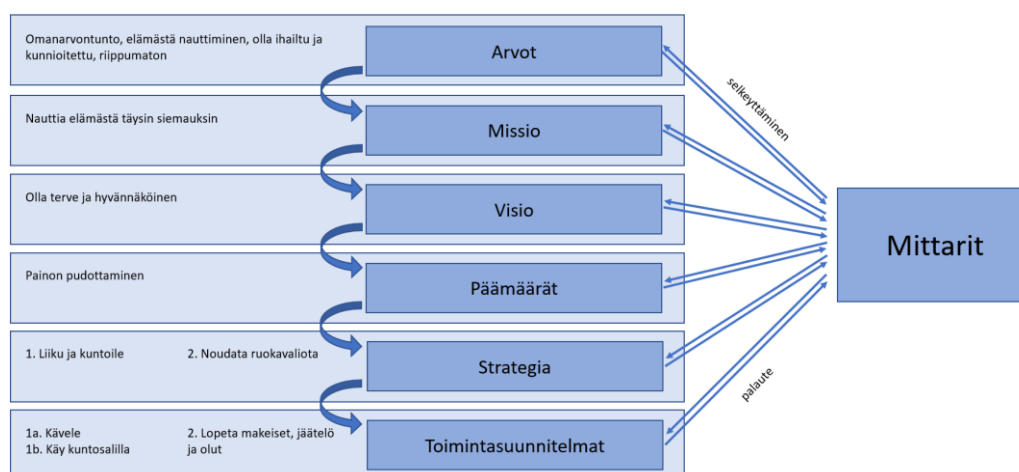 Omanarvontunto, elämästä nauttiminen, olla ihailtu ja
kunnioitettu, riippumaton
Arvot
selkeyttäminen
Nauttia elämästä täysin siemauksin
Missio
Olla terve ja hyvännäköinen
Visio
Mittarit
Painon pudottaminen
Päämäärät
1. Liiku ja kuntoile
2. Noudata ruokavaliota
Strategia
palaute
1a. Kävele
1b. Käy kuntosalilla
2. Lopeta makeiset, jäätelö
ja olut
Toimintasuunnitelmat